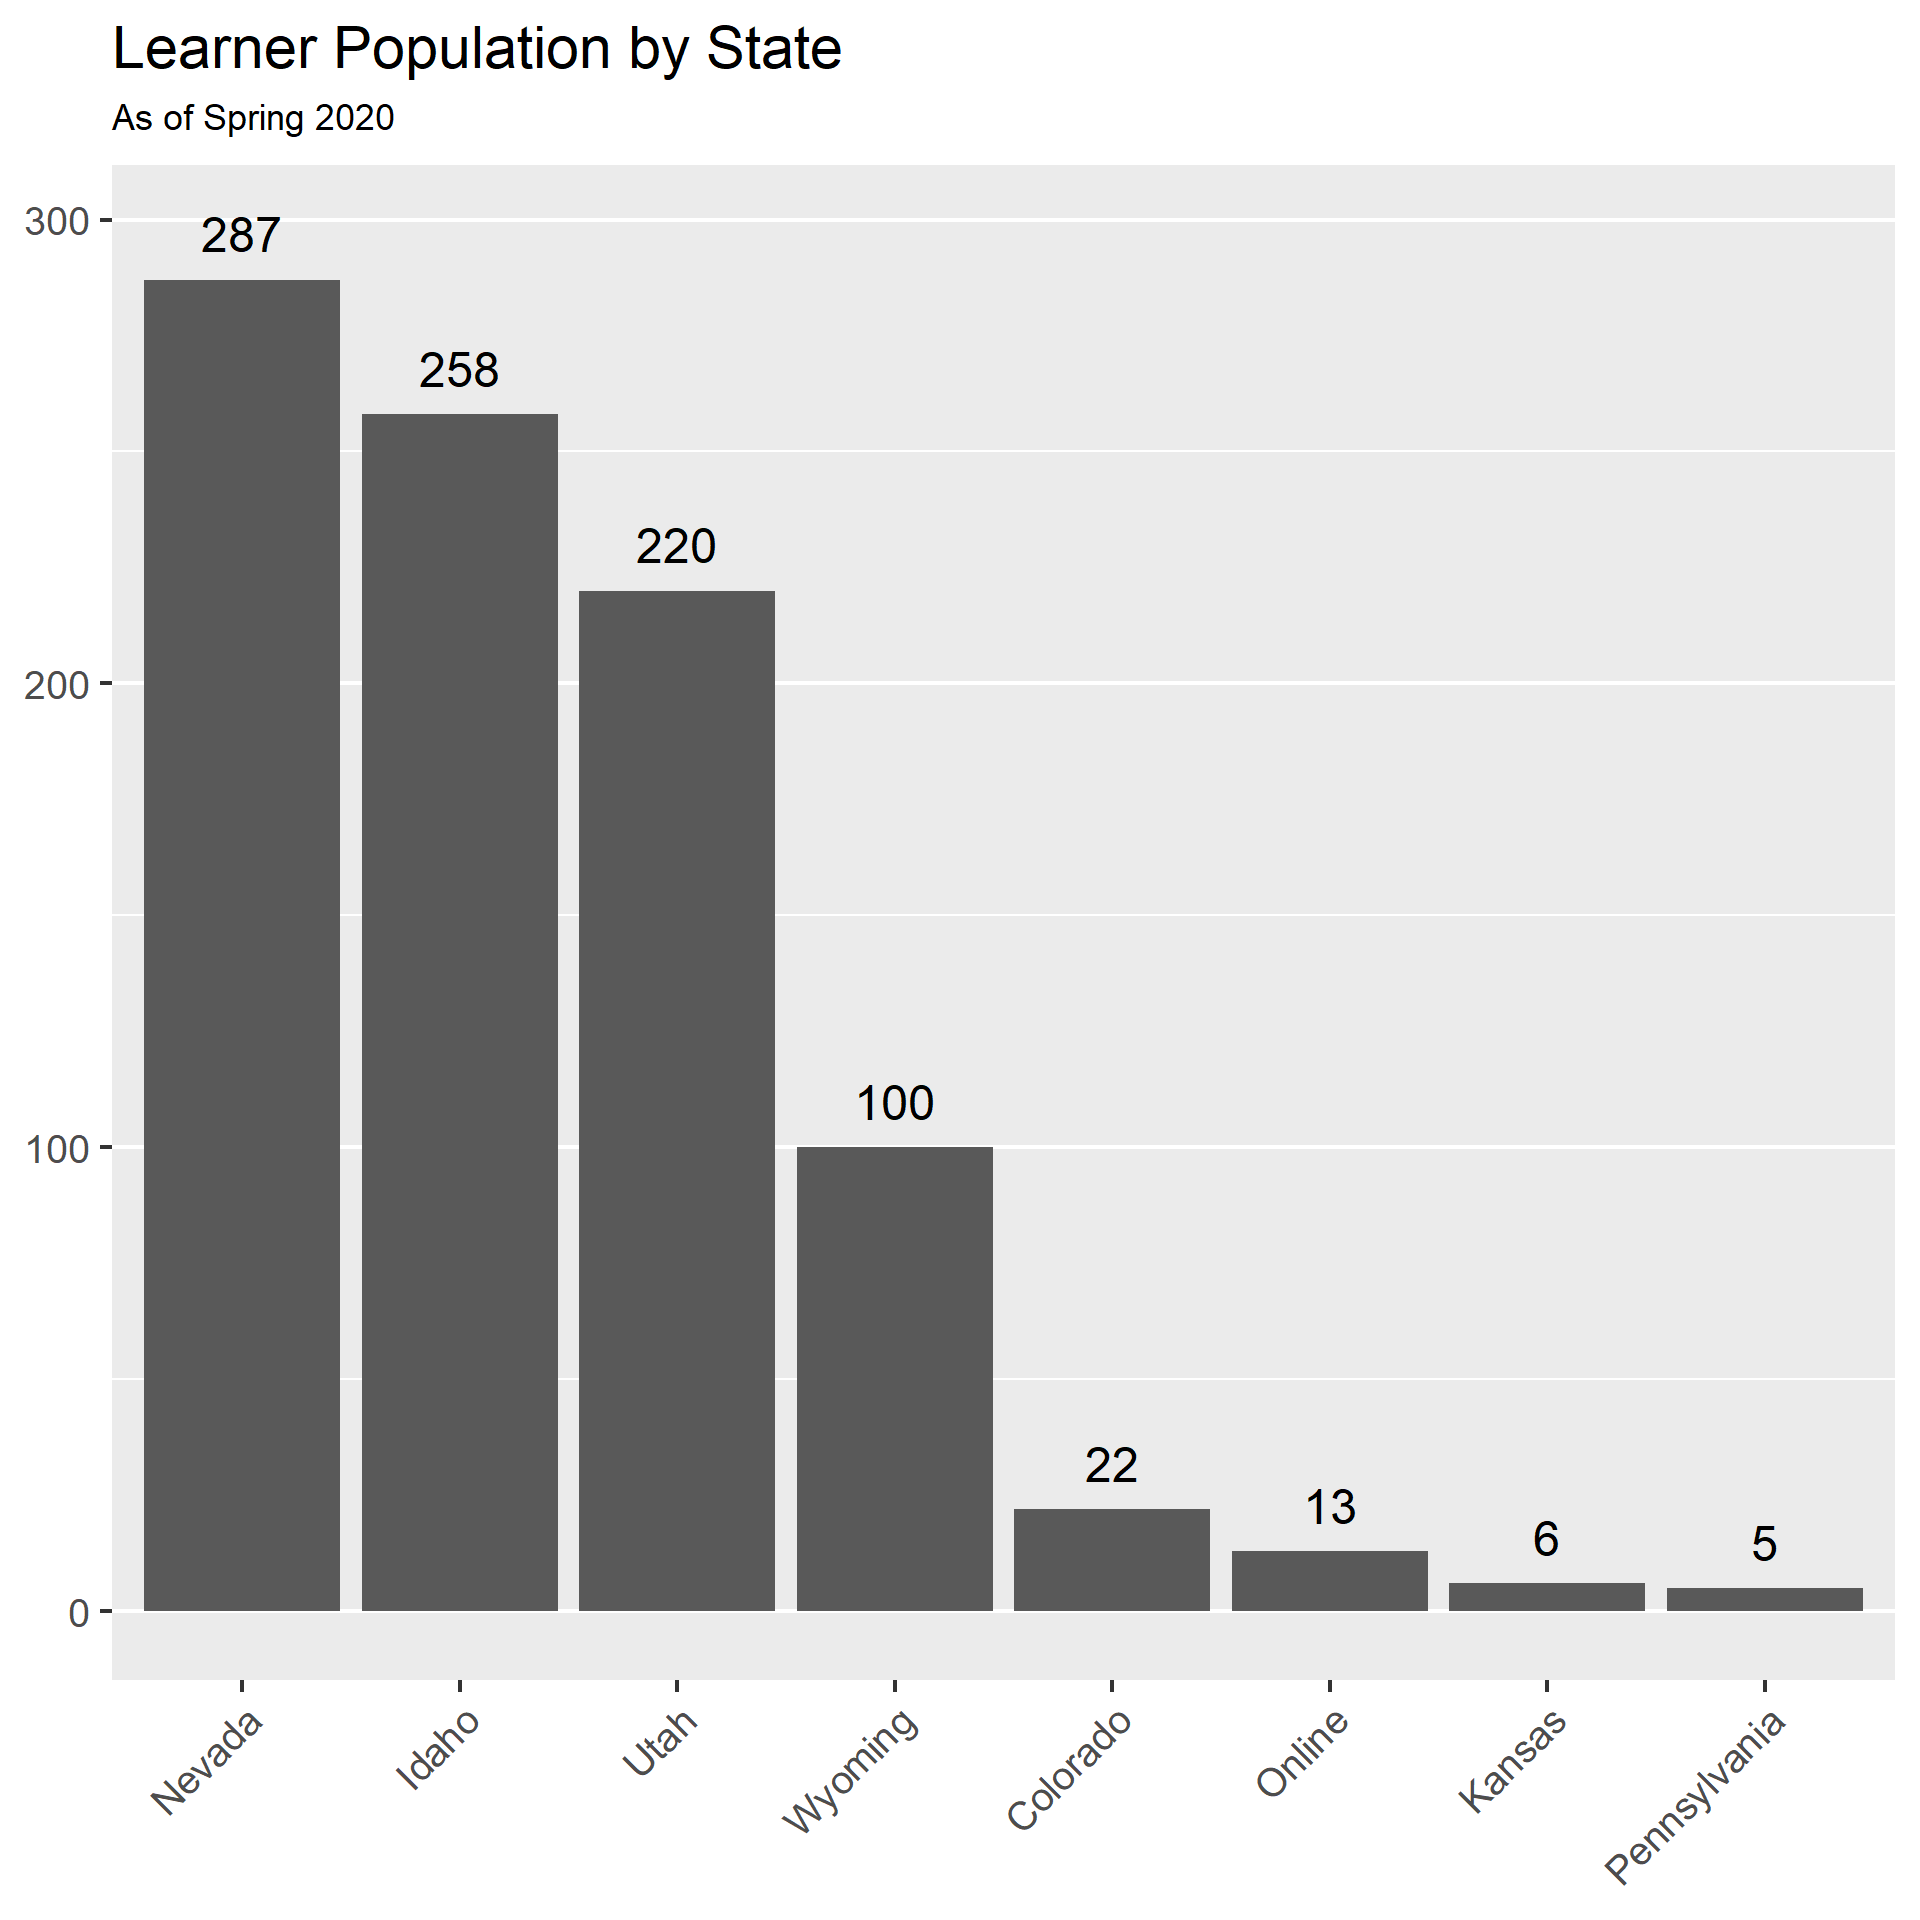 Learner Population by State
As of Spring 2020
300
287
258
220
200
100
100
22
13
6
5
0
Nevada
Idaho
Utah
Wyoming
Colorado
Online
Kansas
Pennsylvania